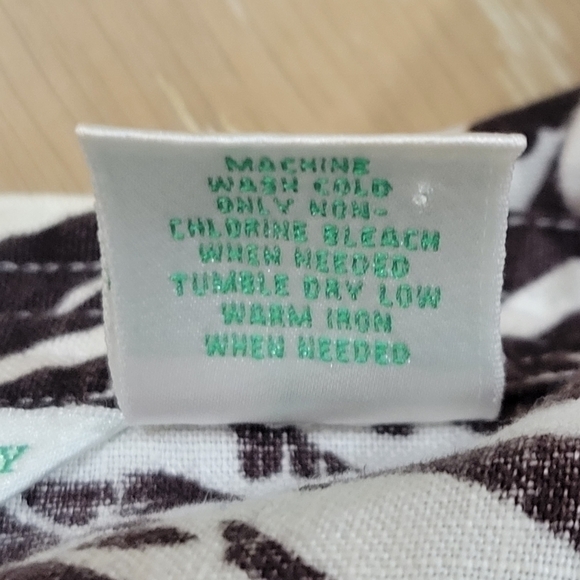 MACHINE
WASH COLD
ONLY NON-
CHLORINE BLEACH
WHEN NEEDED
TUMBLE DRY LOW
WARM IRON
WHEN NEEDED
Y